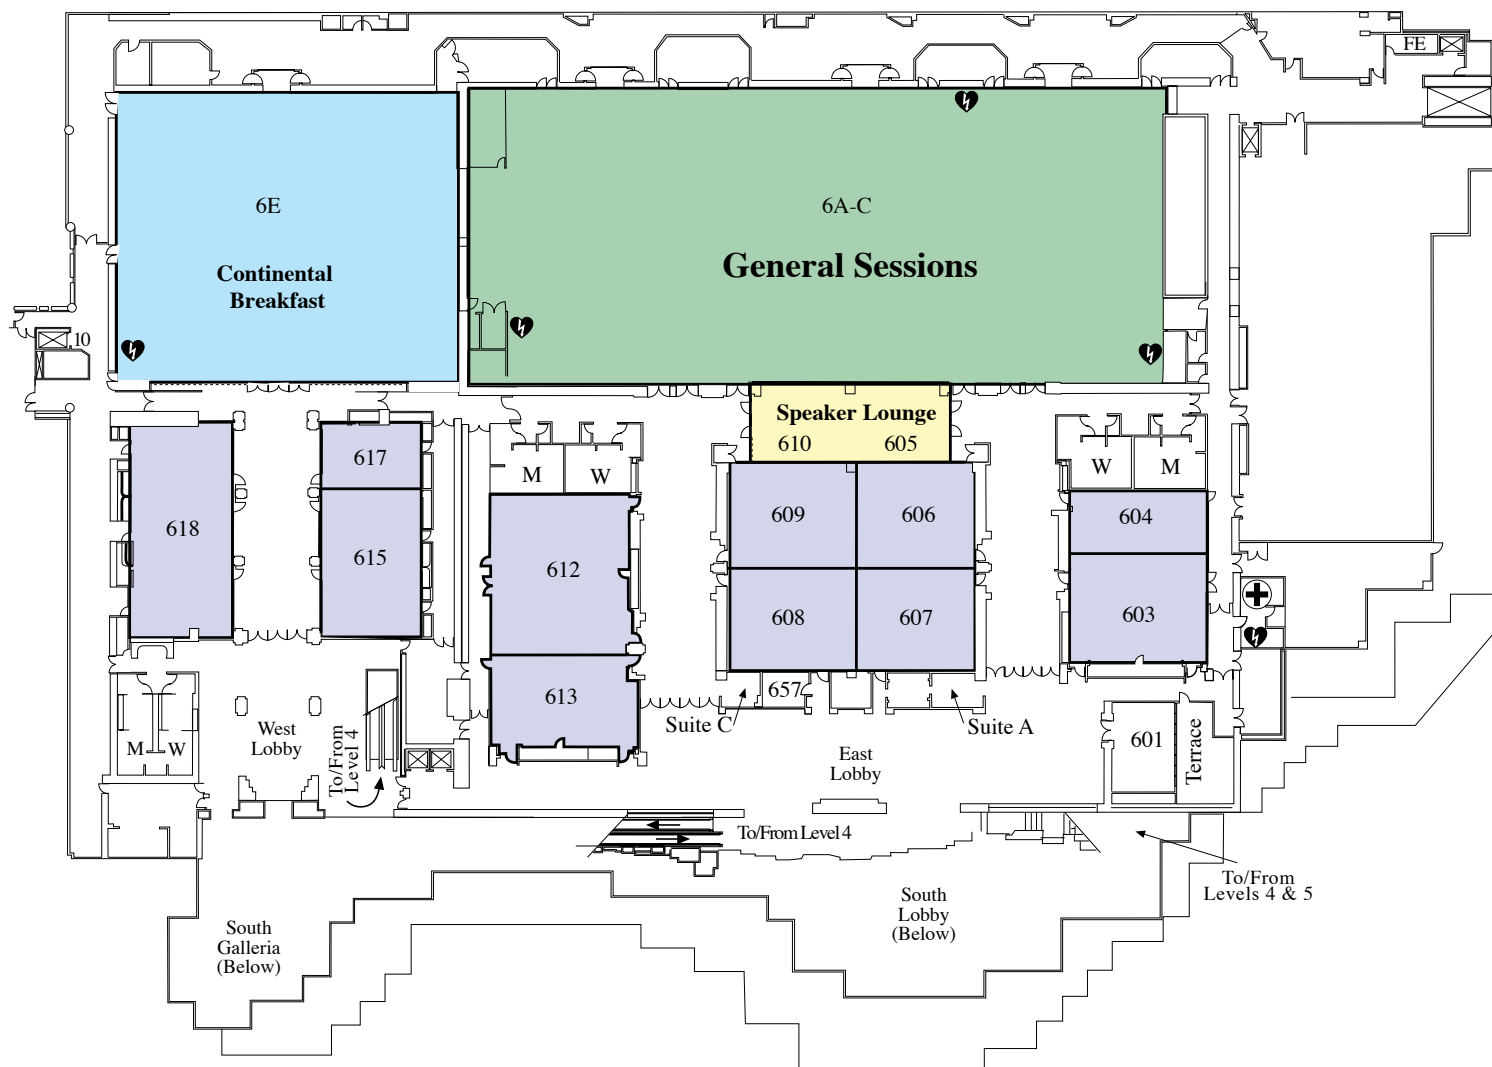 FE
6E
6A-C
General Sessions
Continental
Breakfast
10
Speaker Lounge
610
605
617
M
W
W
M
618
609
606
604
615
612
608
607
603
613
657
Suite C
Suite A
West
Lobby
To/From
Level 4
M
W
East
Lobby
601
Terrace
To/From Level 4
To/From
Levels 4 & 5
South
Lobby
(Below)
South
Galleria
(Below)